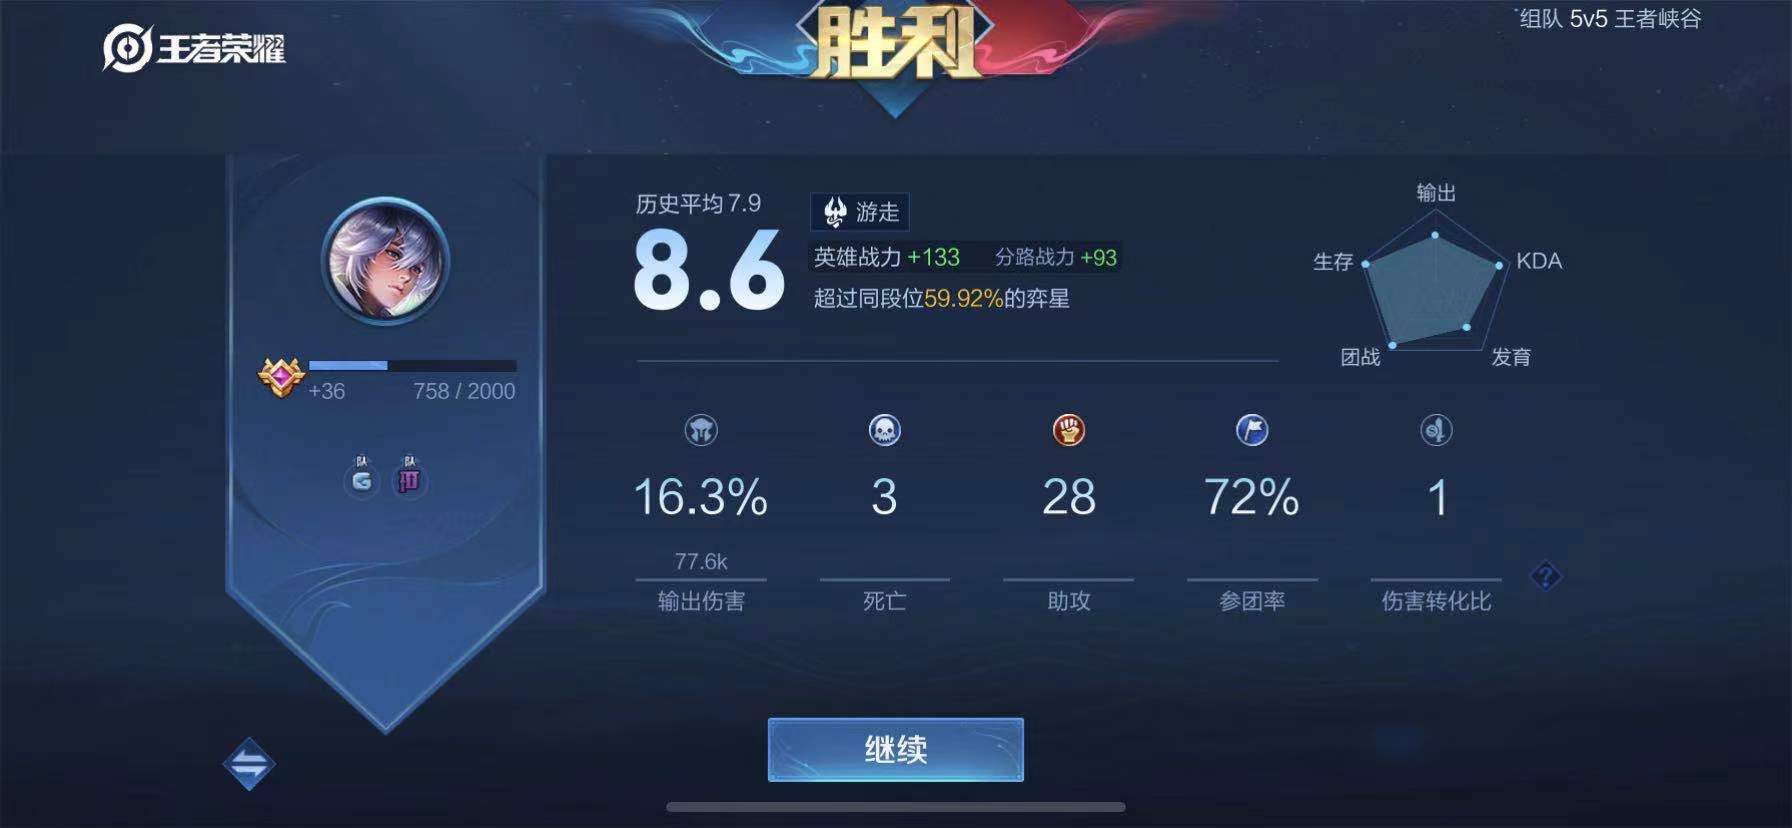 王者荣耀
胜利
组队 5v5 王者峡谷
历史平均 7.9
游走
8.6
英雄战力 +133
分路战力 +93
超过同段位59.92%的弈星
输出
KDA
发育
团战
生存
+36
758 / 2000
队
队
16.3%
3
28
72%
1
77.6k
输出伤害
死亡
助攻
参团率
伤害转化比
?
继续